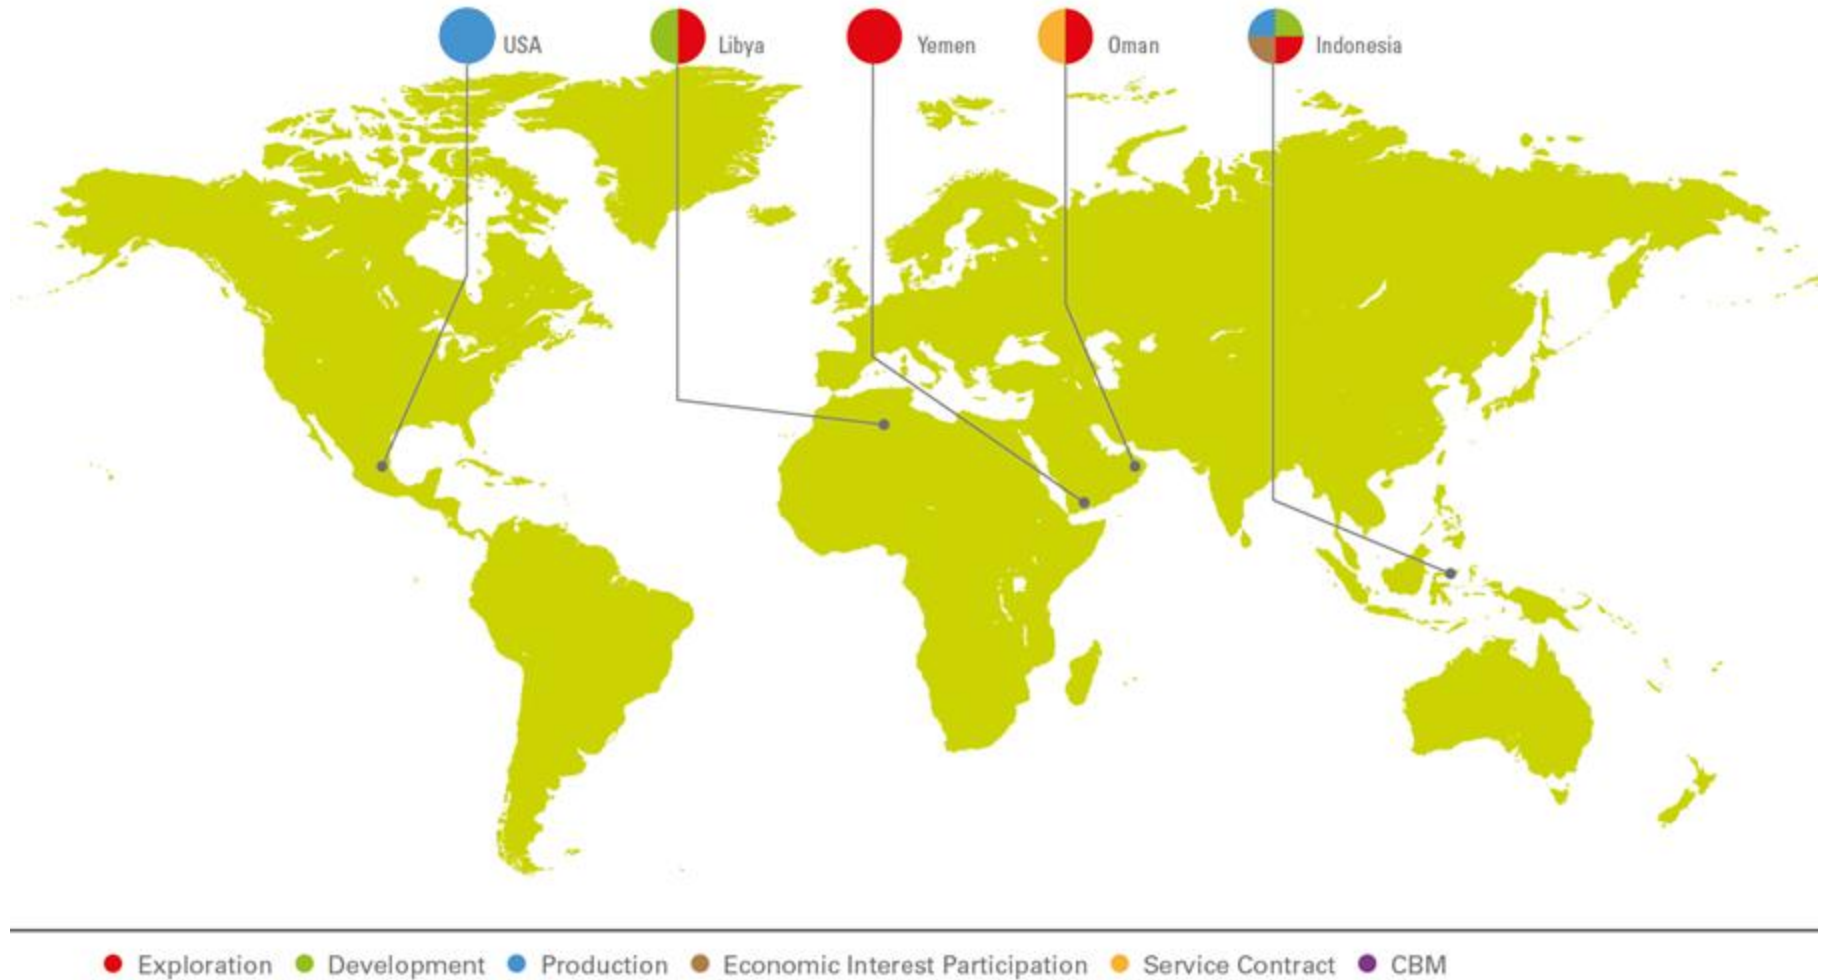 USA
Libya
Yemen
Oman
Indonesia
Exploration Development Production Economic Interest Participation Service Contract CBM